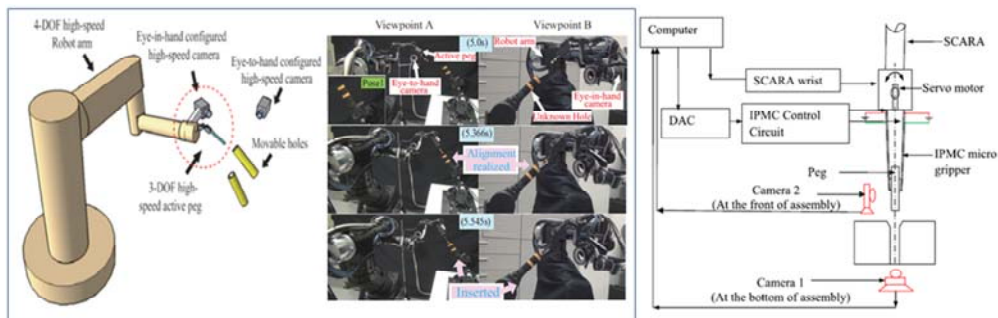 4-DOF high-speed
Robot arm
Eye-in-hand configured
high-speed camera
Eye-to-hand configured
high-speed camera
Movable holes
3-DOF high-
speed active peg
Viewpoint A
Viewpoint B
(5.0s)
Active peg
Eye-to-hand
camera
Pose1
Robot arm
Eye-in-hand
camera
Unknown Hole
(5.366s)
Alignment
realized
(5.545s)
Inserted
Computer
SCARA
SCARA wrist
Servo motor
DAC
IPMC Control
Circuit
IPMC micro
gripper
Peg
Camera 2
(At the front of assembly)
Camera 1
(At the bottom of assembly)